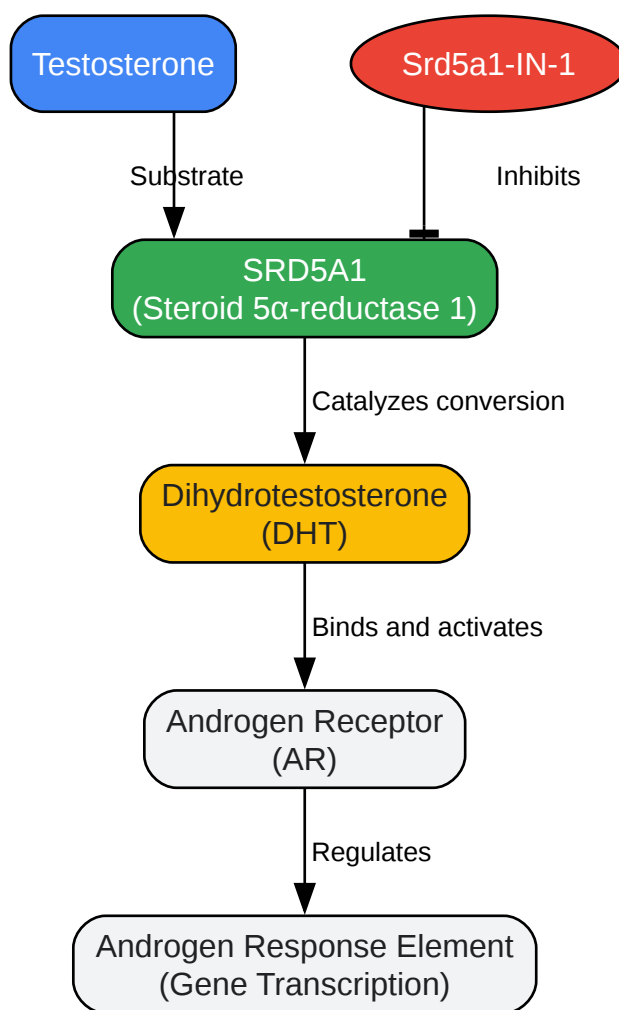 Testosterone
Srd5a1-IN-1
Substrate
Inhibits
SRD5A1
(Steroid 5α-reductase 1)
Catalyzes conversion
Dihydrotestosterone
(DHT)
Binds and activates
Androgen Receptor
(AR)
Regulates
Androgen Response Element
(Gene Transcription)